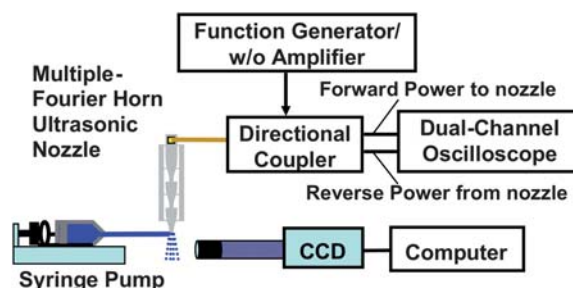 Function Generator/
w/o Amplifier
Multiple-
Fourier Horn
Ultrasonic
Nozzle
Forward Power to nozzle
Directional
Coupler
Dual-Channel
Oscilloscope
Reverse Power from nozzle
CCD
Computer
Syringe Pump